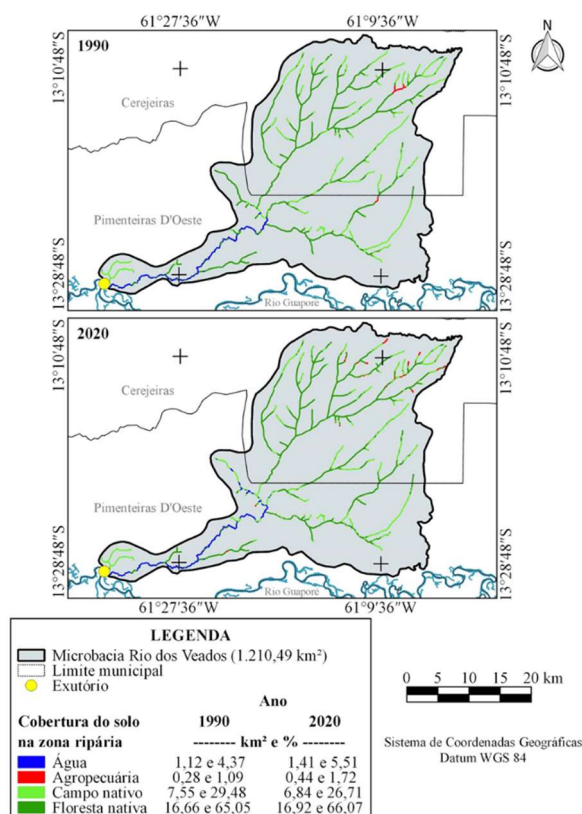 61°27'36"W 61°9'36"W
N
1990
13°10'48"S
13°10'48"S
Cerejeiras
Pimenteiras D'Oeste
13°28'48"S
13°28'48"S
Rio Guaporé
2020
13°10'48"S
13°10'48"S
Cerejeiras
Pimenteiras D'Oeste
13°28'48"S
13°28'48"S
Rio Guaporé
61°27'36"W 61°9'36"W
LEGENDA
Microbacia Rio dos Veados (1.210,49 km²)
Limite municipal
Exutório
Ano
Cobertura do solo 1990 2020
na zona ripária -------- km² e % --------
Água 1,12 e 4,37 1,41 e 5,51
Agropecuária 0,28 e 1,09 0,44 e 1,72
Campo nativo 7,55 e 29,48 6,84 e 26,71
Floresta nativa 16,66 e 65,05 16,92 e 66,07
0 5 10 15 20 km
Sistema de Coordenadas Geográficas
Datum WGS 84